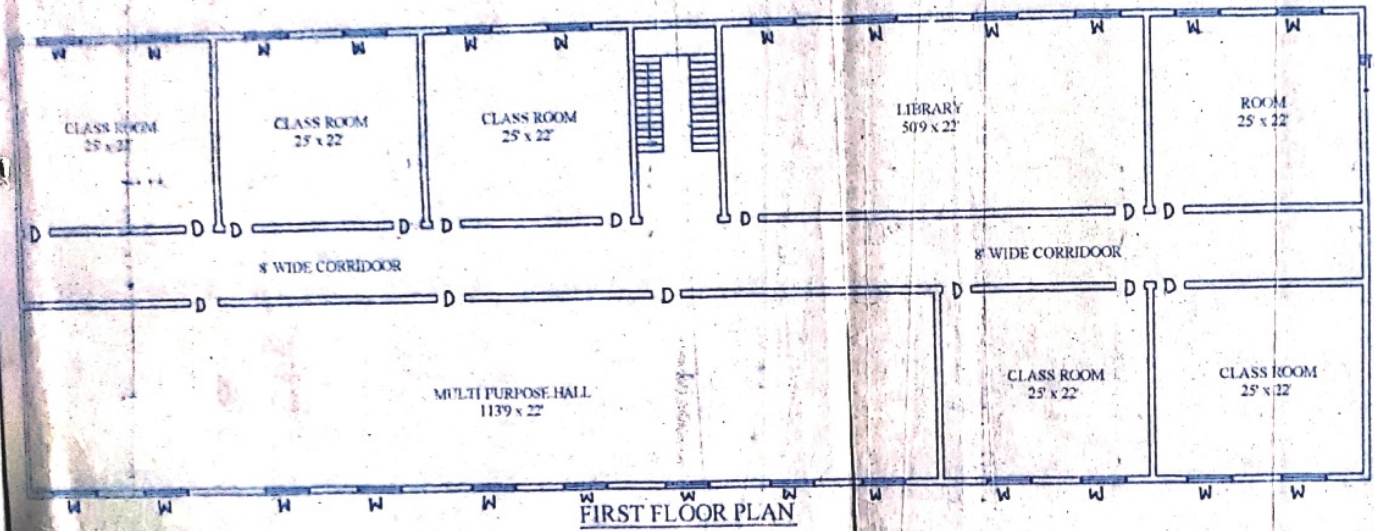 W W W W W W W W W W W W
CLASS ROOM
25' x 22'
CLASS ROOM
25' x 22'
CLASS ROOM
25' x 22'
LIBRARY
50'9 x 22'
ROOM
25' x 22'
D D D D D D D D D
8' WIDE CORRIDOOR
8' WIDE CORRIDOOR
D D D D D D
MULTI PURPOSE HALL
113'9 x 22'
CLASS ROOM
25' x 22'
CLASS ROOM
25' x 22'
W W W W W W W W W W W W W
FIRST FLOOR PLAN